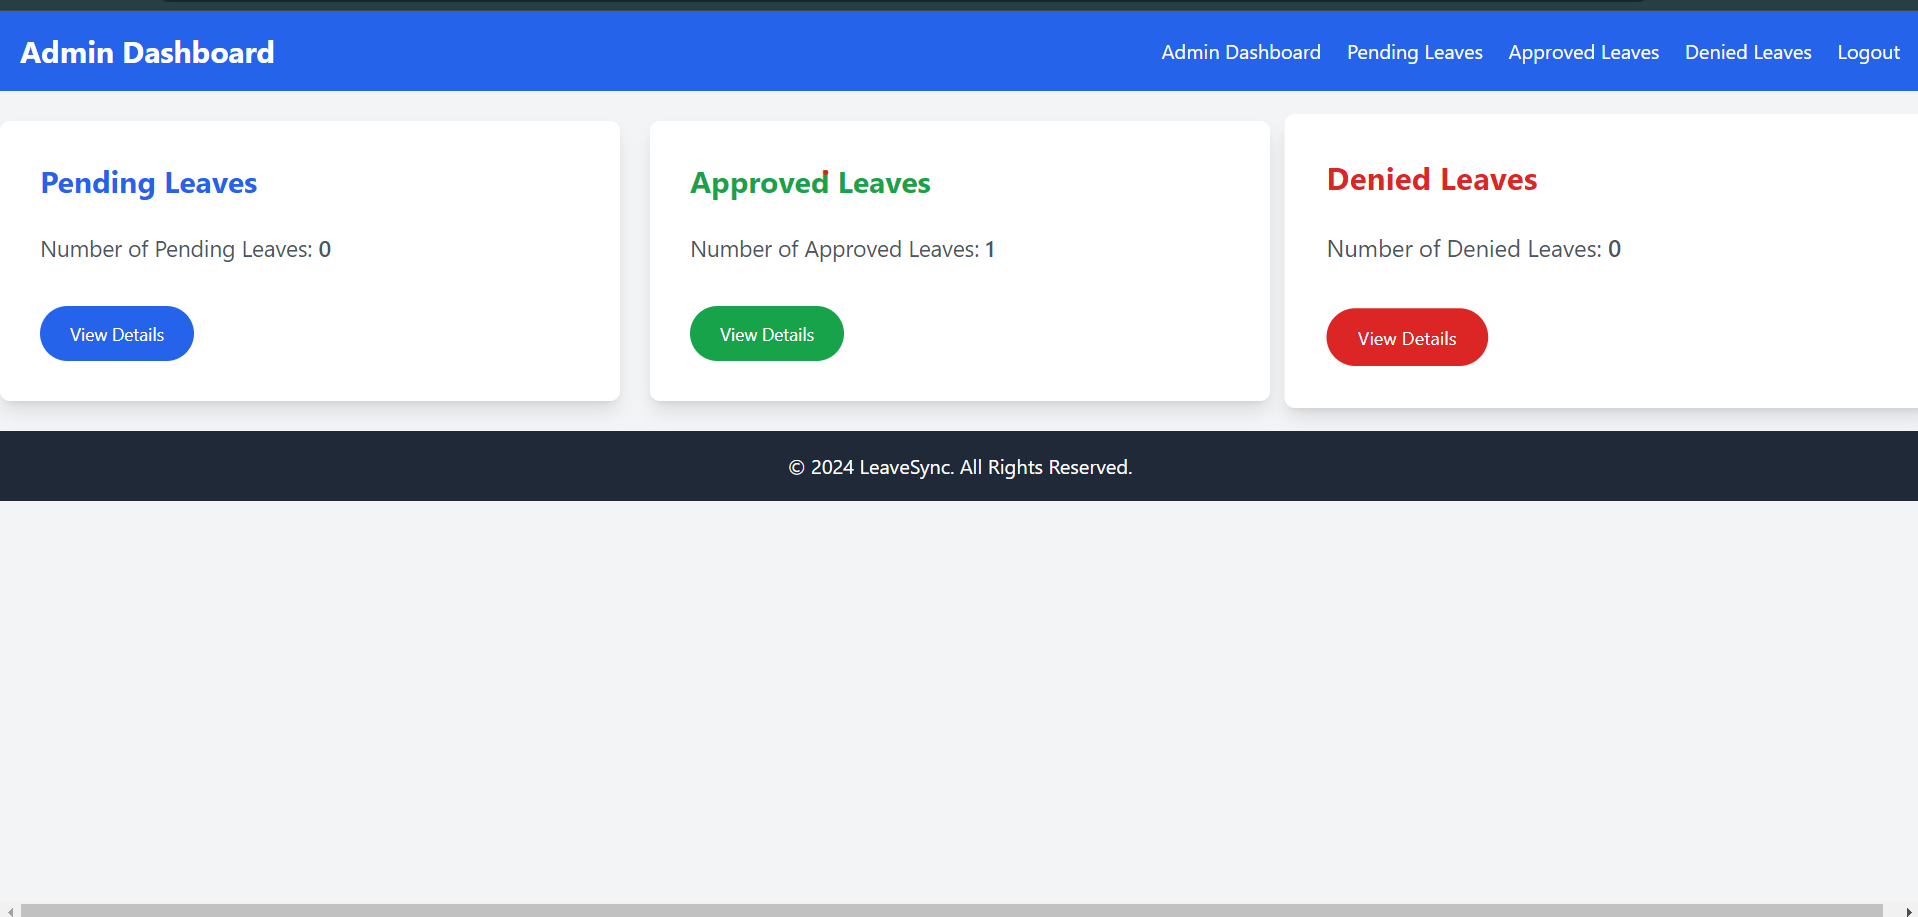 Admin Dashboard
Admin Dashboard Pending Leaves Approved Leaves Denied Leaves Logout
Pending Leaves
Number of Pending Leaves: 0
View Details
Approved Leaves
Number of Approved Leaves: 1
View Details
Denied Leaves
Number of Denied Leaves: 0
View Details
© 2024 LeaveSync. All Rights Reserved.